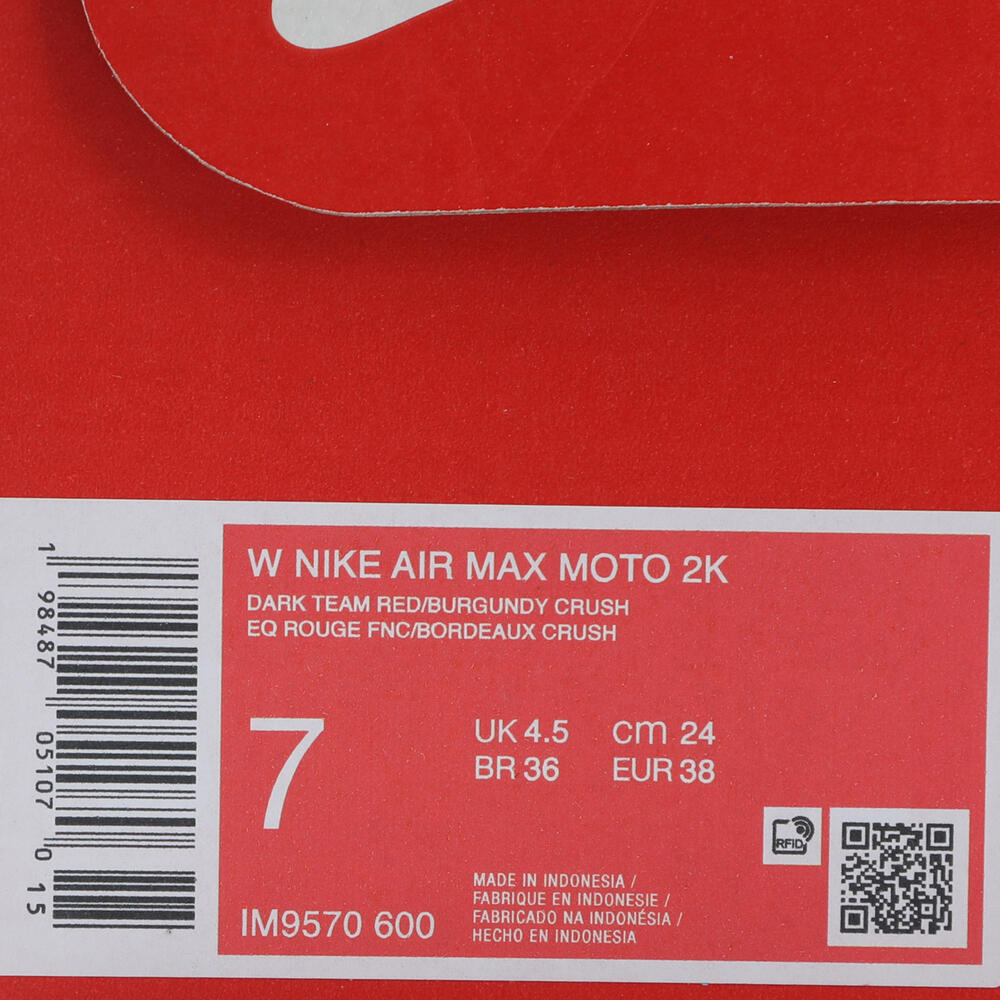 W NIKE AIR MAX MOTO 2K
DARK TEAM RED/BURGUNDY CRUSH
EQ ROUGE FNC/BORDEAUX CRUSH
7
UK 4.5 cm 24
BR 36 EUR 38
RFID
IM9570 600
MADE IN INDONESIA /
FABRIQUE EN INDONESIE /
FABRICADO NA INDONÉSIA /
HECHO EN INDONESIA
1 98487 05107 0 15